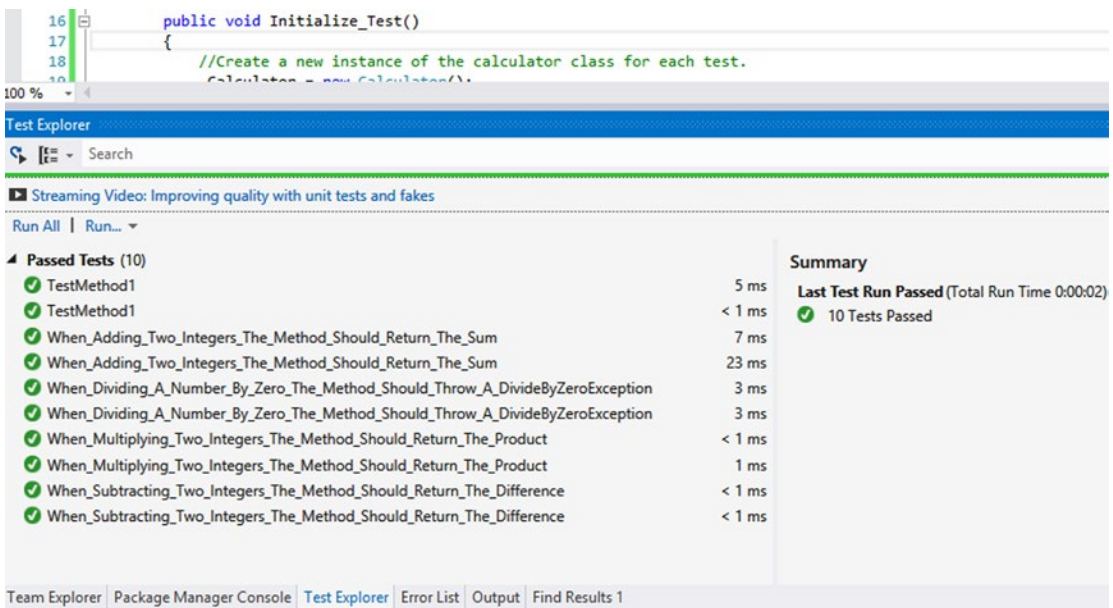 16 public void Initialize_Test()
17 {
18 //Create a new instance of the calculator class for each test.
19 Calculator = new Calculator();
100 %
Test Explorer
Search
Streaming Video: Improving quality with unit tests and fakes
Run All | Run...
Passed Tests (10)
TestMethod1 5 ms
TestMethod1 < 1 ms
When_Adding_Two_Integers_The_Method_Should_Return_The_Sum 7 ms
When_Adding_Two_Integers_The_Method_Should_Return_The_Sum 23 ms
When_Dividing_A_Number_By_Zero_The_Method_Should_Throw_A_DivideByZeroException 3 ms
When_Dividing_A_Number_By_Zero_The_Method_Should_Throw_A_DivideByZeroException 3 ms
When_Multiplying_Two_Integers_The_Method_Should_Return_The_Product < 1 ms
When_Multiplying_Two_Integers_The_Method_Should_Return_The_Product 1 ms
When_Subtracting_Two_Integers_The_Method_Should_Return_The_Difference < 1 ms
When_Subtracting_Two_Integers_The_Method_Should_Return_The_Difference < 1 ms
Summary
Last Test Run Passed (Total Run Time 0:00:02)
10 Tests Passed
Team Explorer Package Manager Console Test Explorer Error List Output Find Results 1